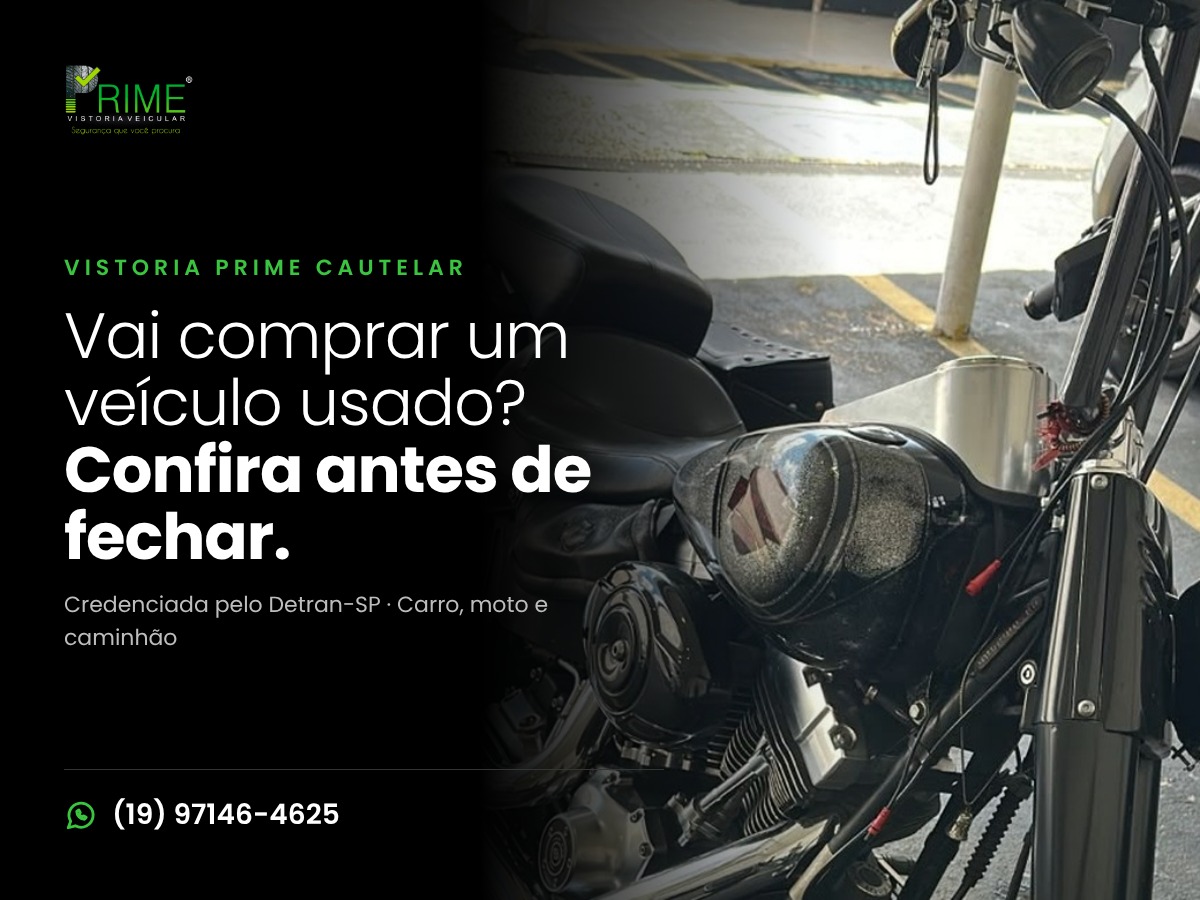 PRIME®
VISTORIA VEICULAR
Segurança que você procura
VISTORIA PRIME CAUTELAR
Vai comprar um
veículo usado?
Confira antes de
fechar.
Credenciada pelo Detran-SP · Carro, moto e
caminhão
(19) 97146-4625